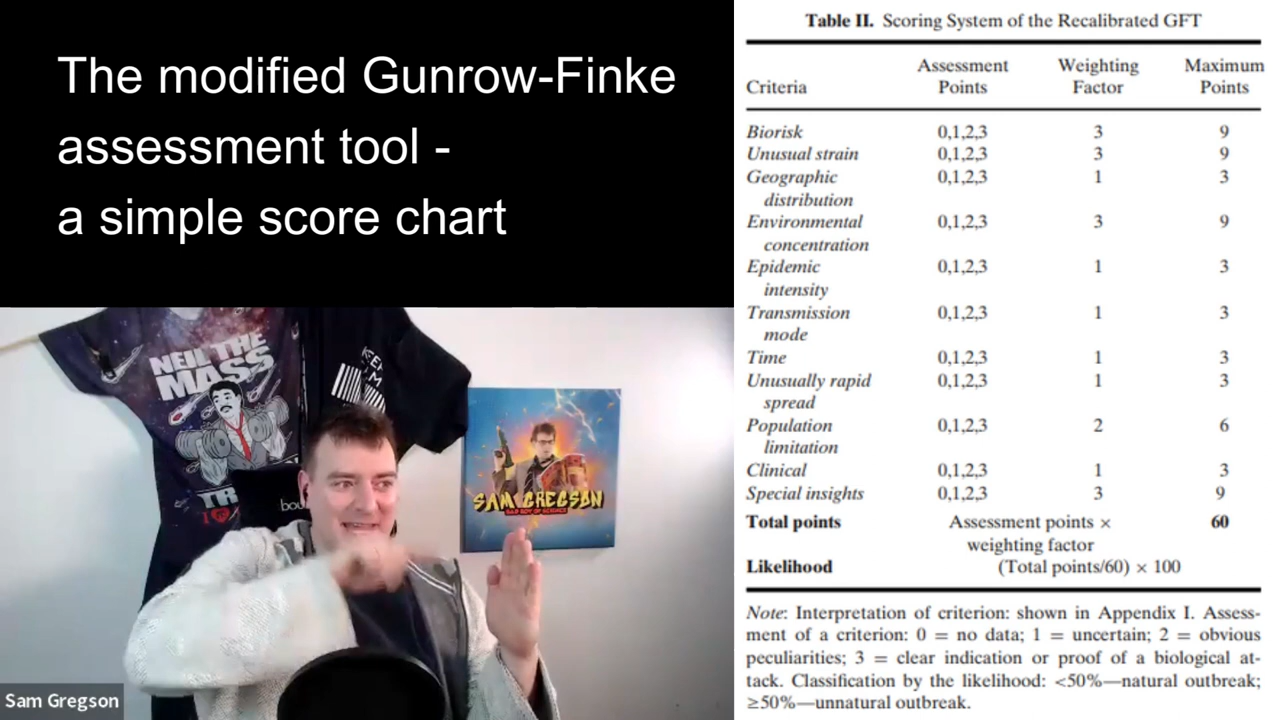 The modified Gunrow-Finke
assessment tool -
a simple score chart
Table II. Scoring System of the Recalibrated GFT
Criteria Assessment Points Weighting Factor Maximum Points
Biorisk 0,1,2,3 3 9
Unusual strain 0,1,2,3 3 9
Geographic distribution 0,1,2,3 1 3
Environmental concentration 0,1,2,3 3 9
Epidemic intensity 0,1,2,3 1 3
Transmission mode 0,1,2,3 1 3
Time 0,1,2,3 1 3
Unusually rapid spread 0,1,2,3 1 3
Population limitation 0,1,2,3 2 6
Clinical 0,1,2,3 1 3
Special insights 0,1,2,3 3 9
Total points Assessment points × weighting factor 60
Likelihood (Total points/60) × 100
Note: Interpretation of criterion: shown in Appendix I. Assess-
ment of a criterion: 0 = no data; 1 = uncertain; 2 = obvious
peculiarities; 3 = clear indication or proof of a biological at-
tack. Classification by the likelihood: <50%—natural outbreak;
≥50%—unnatural outbreak.
NEIL THE
MASS
TR
I
bou
SAM GREGSON
BAD BOY OF SCIENCE
Sam Gregson